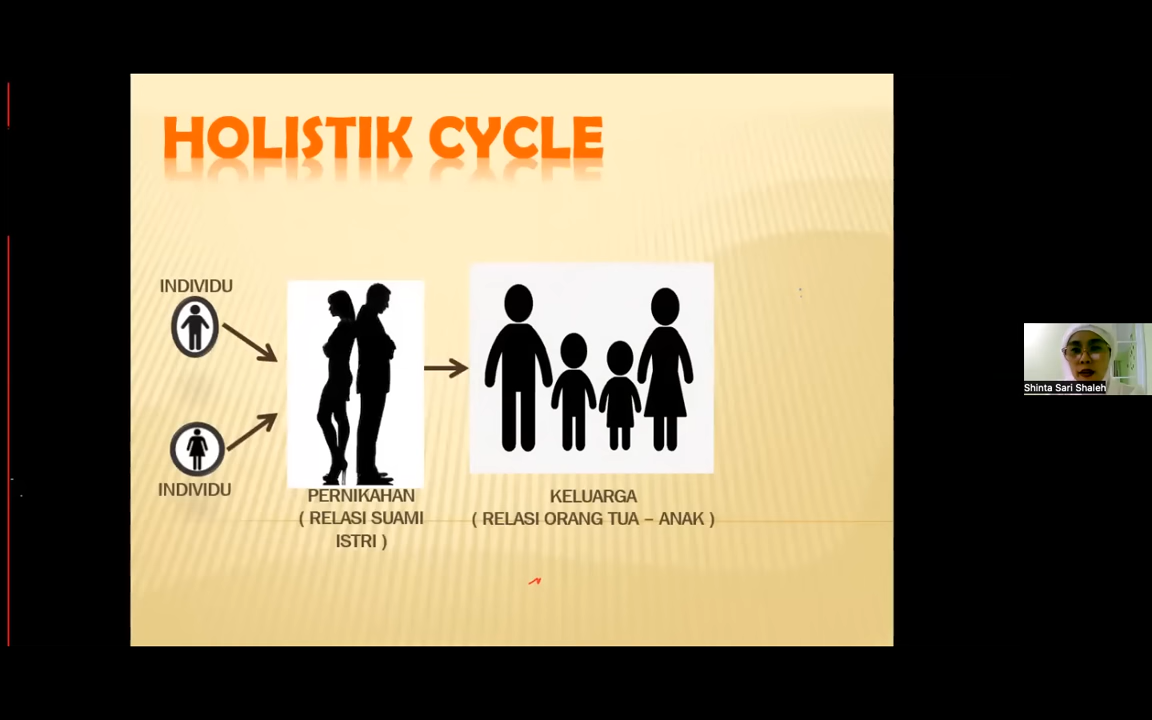 HOLISTIK CYCLE
INDIVIDU
INDIVIDU
PERNIKAHAN
( RELASI SUAMI
ISTRI )
KELUARGA
( RELASI ORANG TUA – ANAK )
Shinta Sari Shaleh